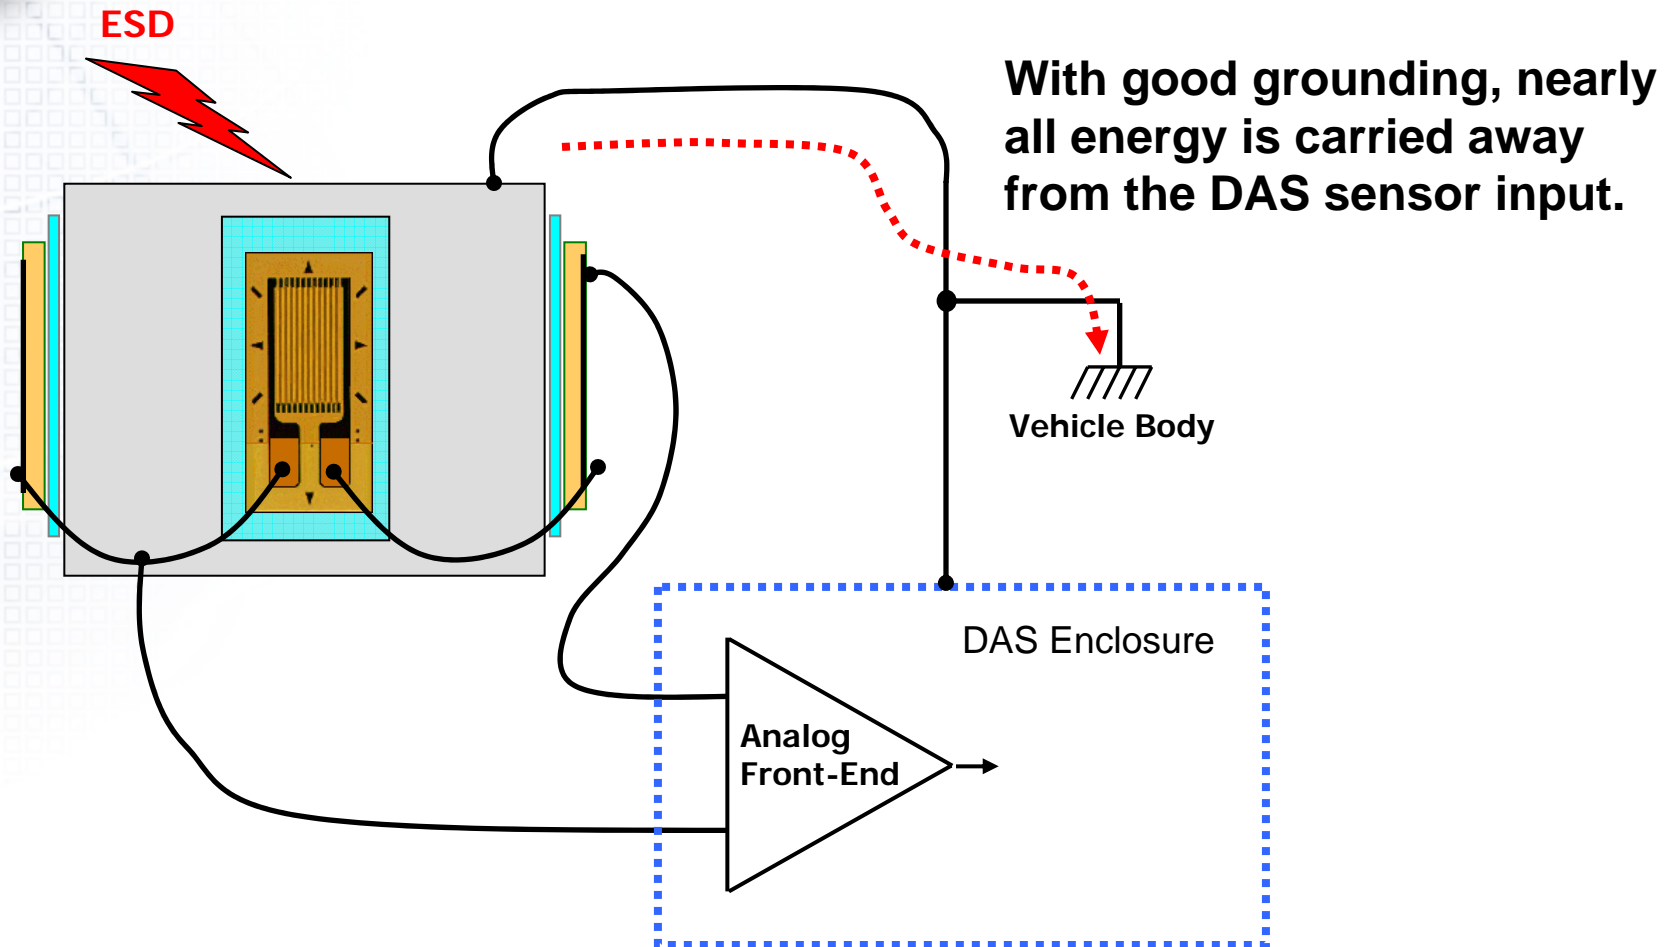 ESD
With good grounding, nearly
all energy is carried away
from the DAS sensor input.
Vehicle Body
DAS Enclosure
Analog
Front-End